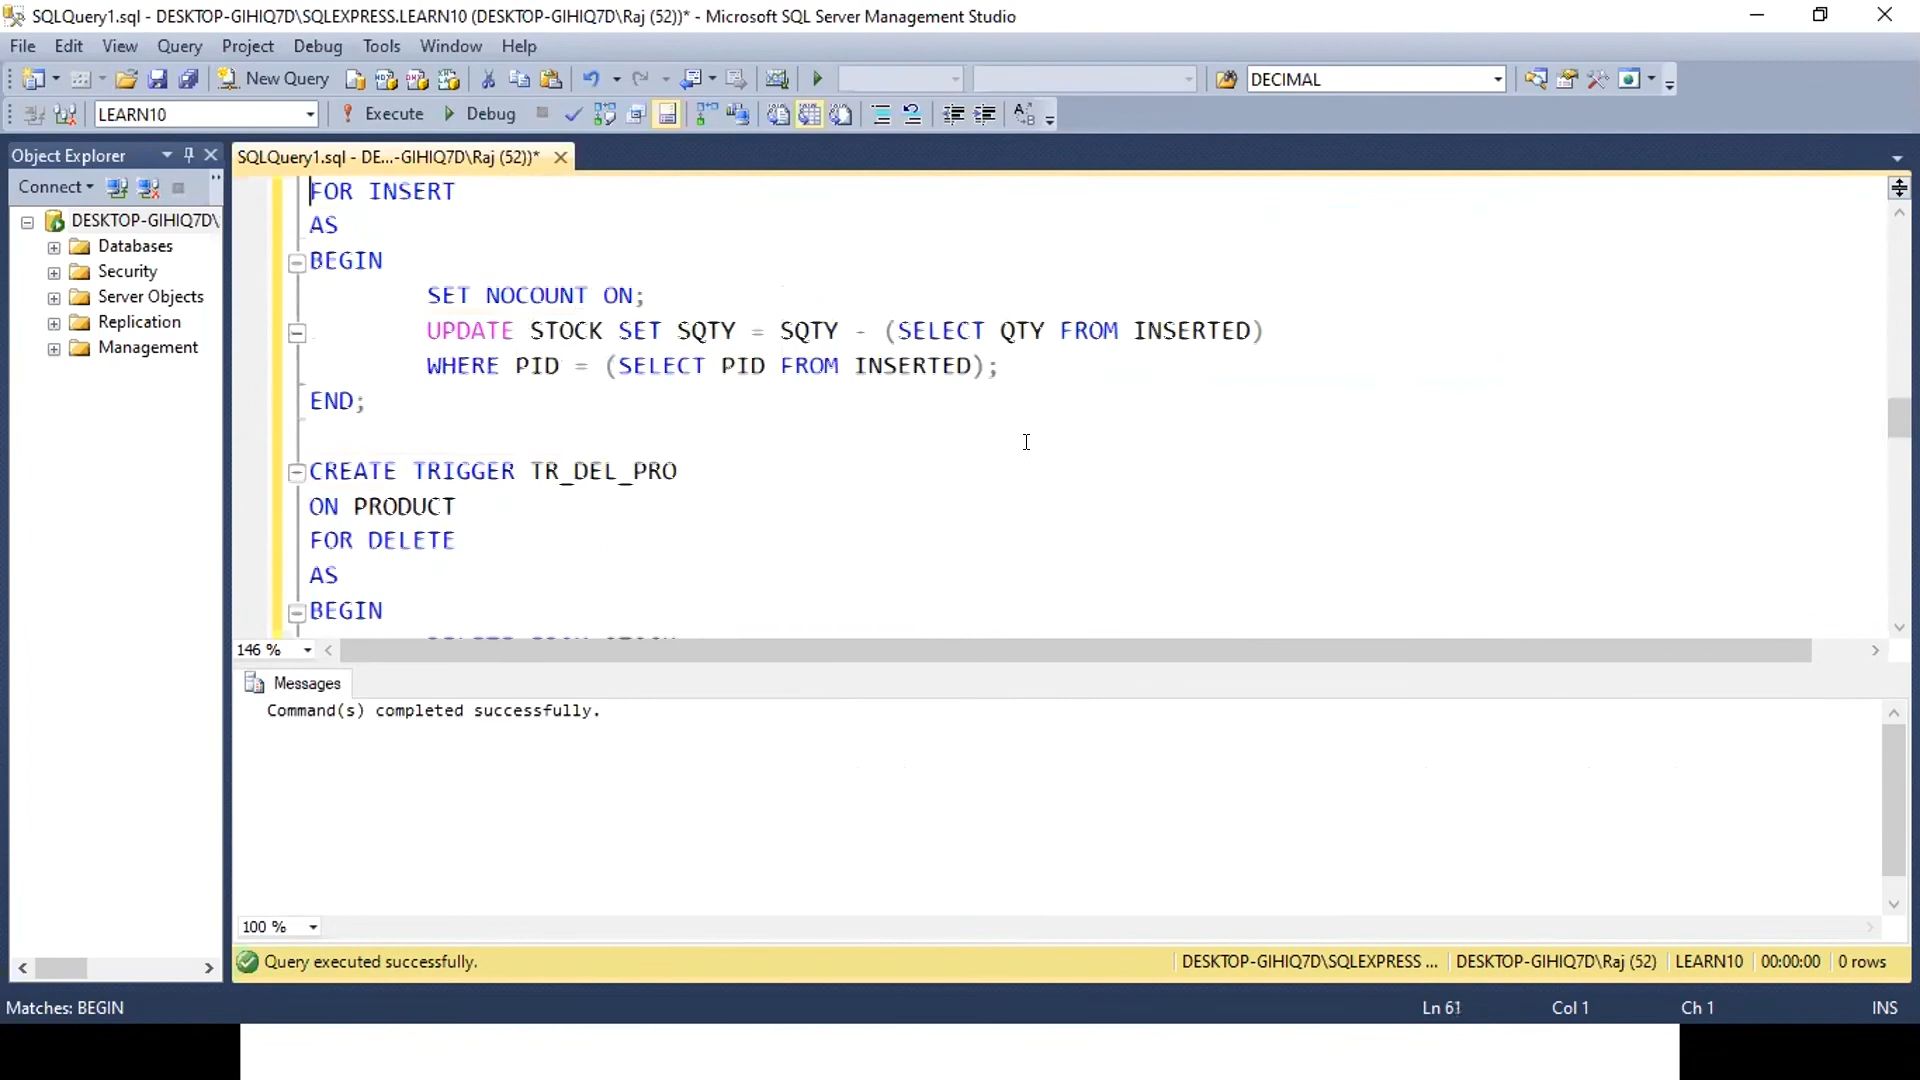 SQLQuery1.sql - DESKTOP-GIHIQ7D\SQLEXPRESS.LEARN10 (DESKTOP-GIHIQ7D\Raj (52))* - Microsoft SQL Server Management Studio
File Edit View Query Project Debug Tools Window Help
New Query DECIMAL
LEARN10 Execute Debug
Object Explorer
SQLQuery1.sql - DE...-GIHIQ7D\Raj (52))*
Connect
DESKTOP-GIHIQ7D\
Databases
Security
Server Objects
Replication
Management
FOR INSERT
AS
BEGIN
SET NOCOUNT ON;
UPDATE STOCK SET SQTY = SQTY - (SELECT QTY FROM INSERTED)
WHERE PID = (SELECT PID FROM INSERTED);
END;
CREATE TRIGGER TR_DEL_PRO
ON PRODUCT
FOR DELETE
AS
BEGIN
146 %
Messages
Command(s) completed successfully.
100 %
Query executed successfully. DESKTOP-GIHIQ7D\SQLEXPRESS ... DESKTOP-GIHIQ7D\Raj (52) LEARN10 00:00:00 0 rows
Matches: BEGIN Ln 61 Col 1 Ch 1 INS